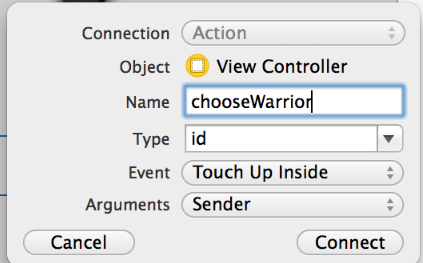 Connection Action
Object View Controller
Name chooseWarrior
Type id
Event Touch Up Inside
Arguments Sender
Cancel Connect